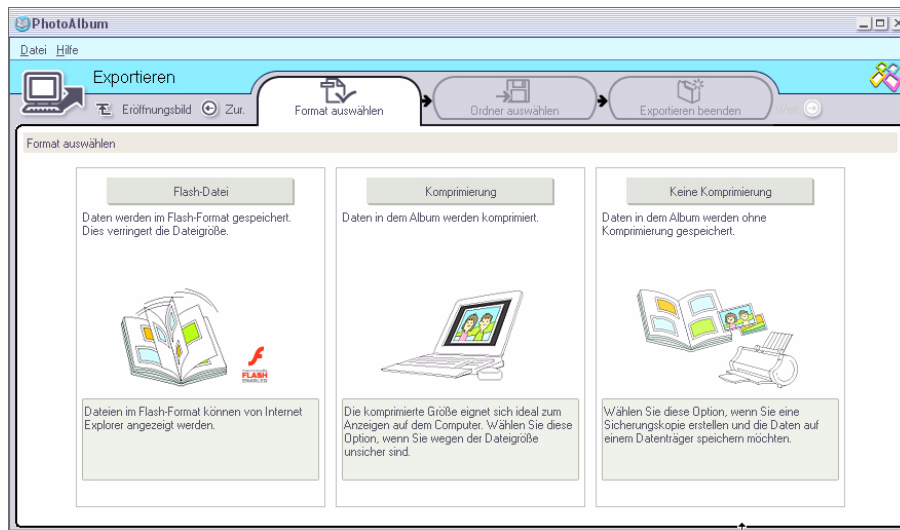 PhotoAlbum
Datei Hilfe
Exportieren
Eröffnungsbild Zur.
Format auswählen
Ordner auswählen
Exportieren beenden
Weit.
Format auswählen
Flash-Datei
Daten werden im Flash-Format gespeichert.
Dies verringert die Dateigröße.
FLASH
ENABLED
Dateien im Flash-Format können von Internet
Explorer angezeigt werden.
Komprimierung
Daten in dem Album werden komprimiert.
Die komprimierte Größe eignet sich ideal zum
Anzeigen auf dem Computer. Wählen Sie diese
Option, wenn Sie wegen der Dateigröße
unsicher sind.
Keine Komprimierung
Daten in dem Album werden ohne
Komprimierung gespeichert.
Wählen Sie diese Option, wenn Sie eine
Sicherungskopie erstellen und die Daten auf
einem Datenträger speichern möchten.